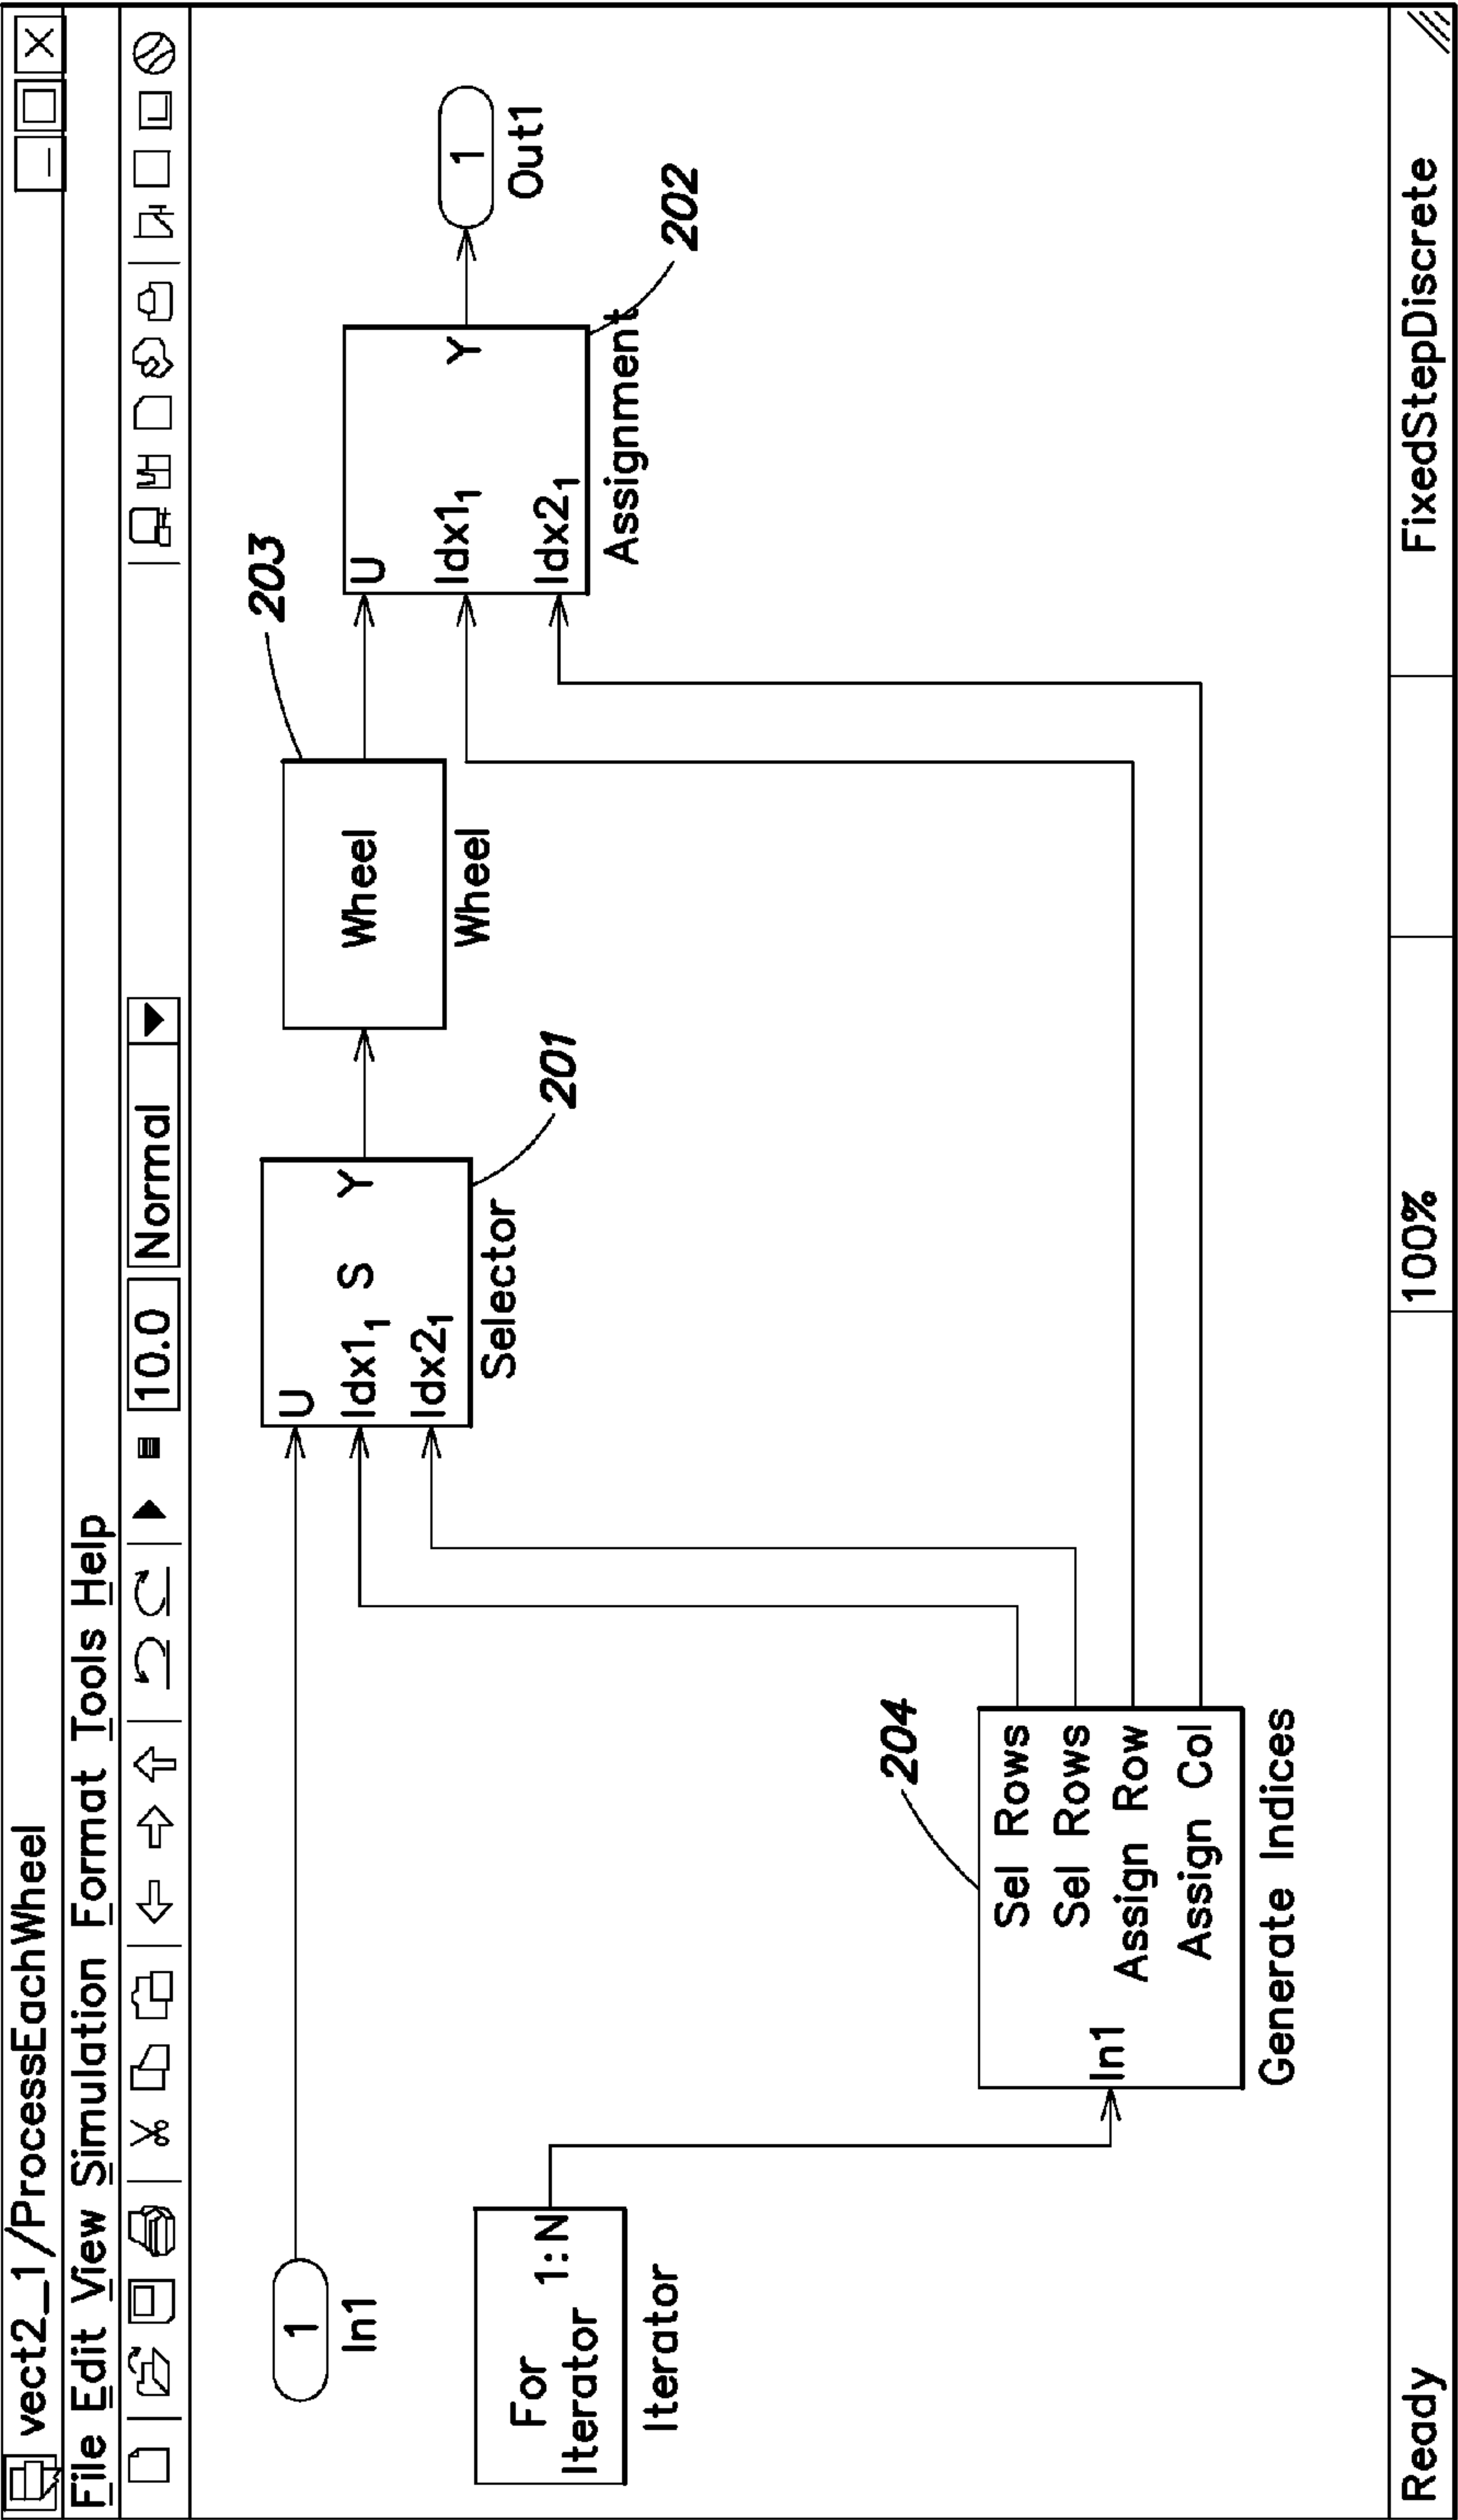 vect2_1/ProcessEachWheel
File Edit View Simulation Format Tools Help
10.0 Normal
1
In1
For
Iterator 1:N
Iterator
204
In1
Sel Rows
Sel Rows
Assign Row
Assign Col
Generate Indices
U
Idx1₁ S Y
Idx2₁
Selector
201
Wheel
Wheel
203
U
Idx1₁ Y
Idx2₁
Assignment
202
1
Out1
Ready 100% FixedStepDiscrete